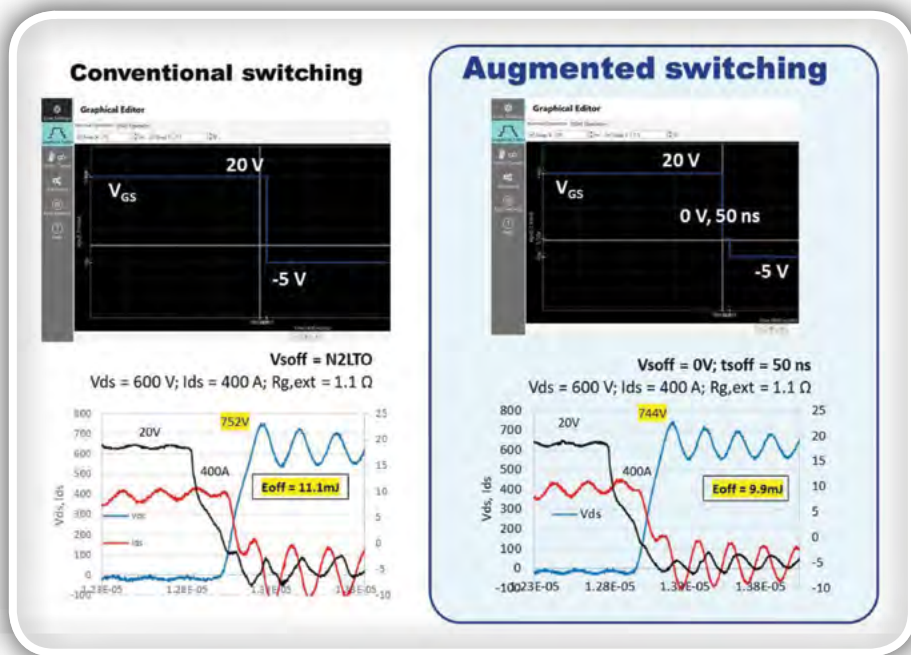 Conventional switching
Graphical Editor
20 V
VGS
-5 V
Vsoff = N2LTO
Vds = 600 V; Ids = 400 A; Rg,ext = 1.1 Ω
800
700
600
500
400
300
200
100
0
-100
25
20
15
10
5
0
-5
-10
Vds, Ids
752V
20V
400A
Eoff = 11.1mJ
Vds
Ids
1.23E-05
1.28E-05
Augmented switching
Graphical Editor
20 V
VGS
0 V, 50 ns
-5 V
Vsoff = 0V; tsoff = 50 ns
Vds = 600 V; Ids = 400 A; Rg,ext = 1.1 Ω
800
700
600
500
400
300
200
100
0
-100
25
20
15
10
5
0
-5
-10
Vds, Ids
744V
20V
400A
Eoff = 9.9mJ
Vds
1.23E-05
1.28E-05
1.38E-05